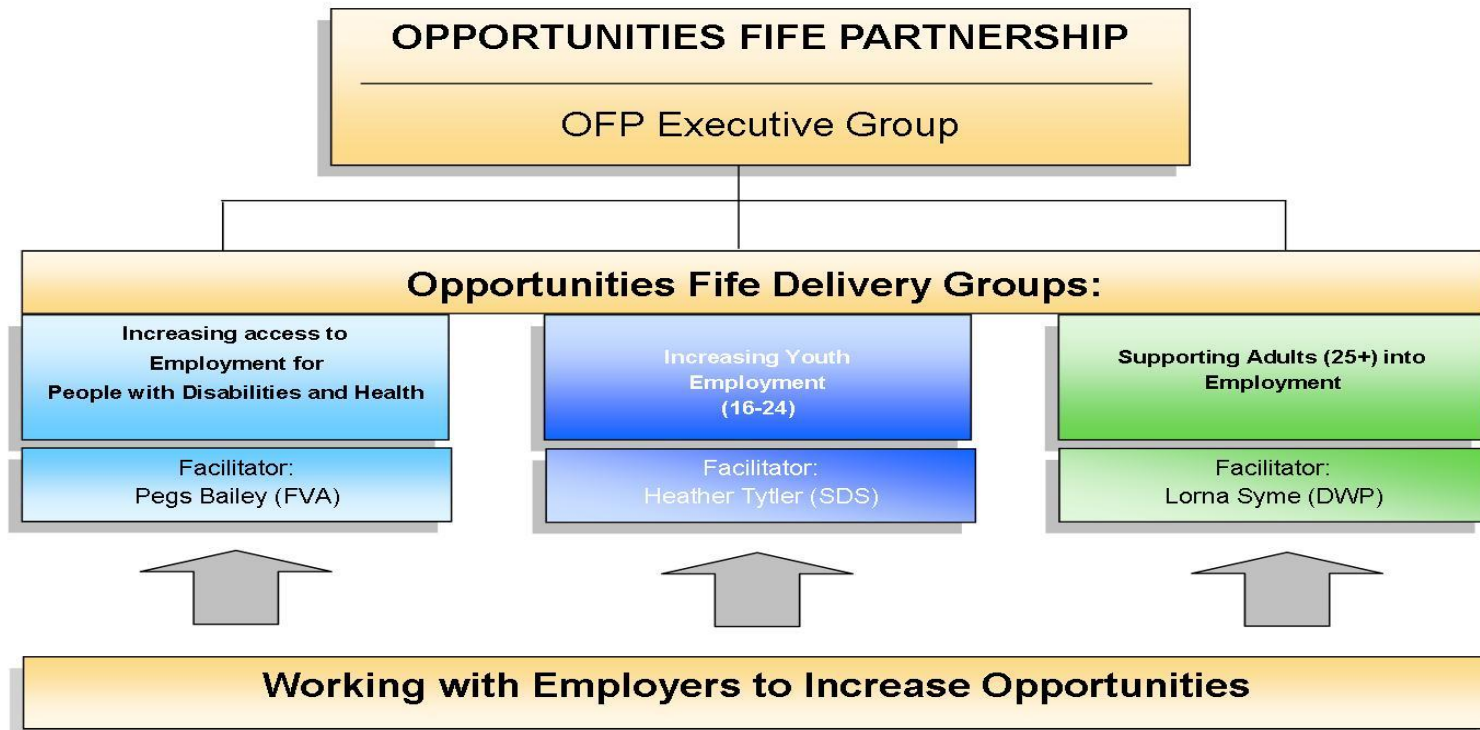 OPPORTUNITIES FIFE PARTNERSHIP
OFP Executive Group
Opportunities Fife Delivery Groups:
Increasing access to
Employment for
People with Disabilities and Health
Facilitator:
Pegs Bailey (FVA)
Increasing Youth
Employment
(16-24)
Facilitator:
Heather Tytler (SDS)
Supporting Adults (25+) into
Employment
Facilitator:
Lorna Syme (DWP)
Working with Employers to Increase Opportunities